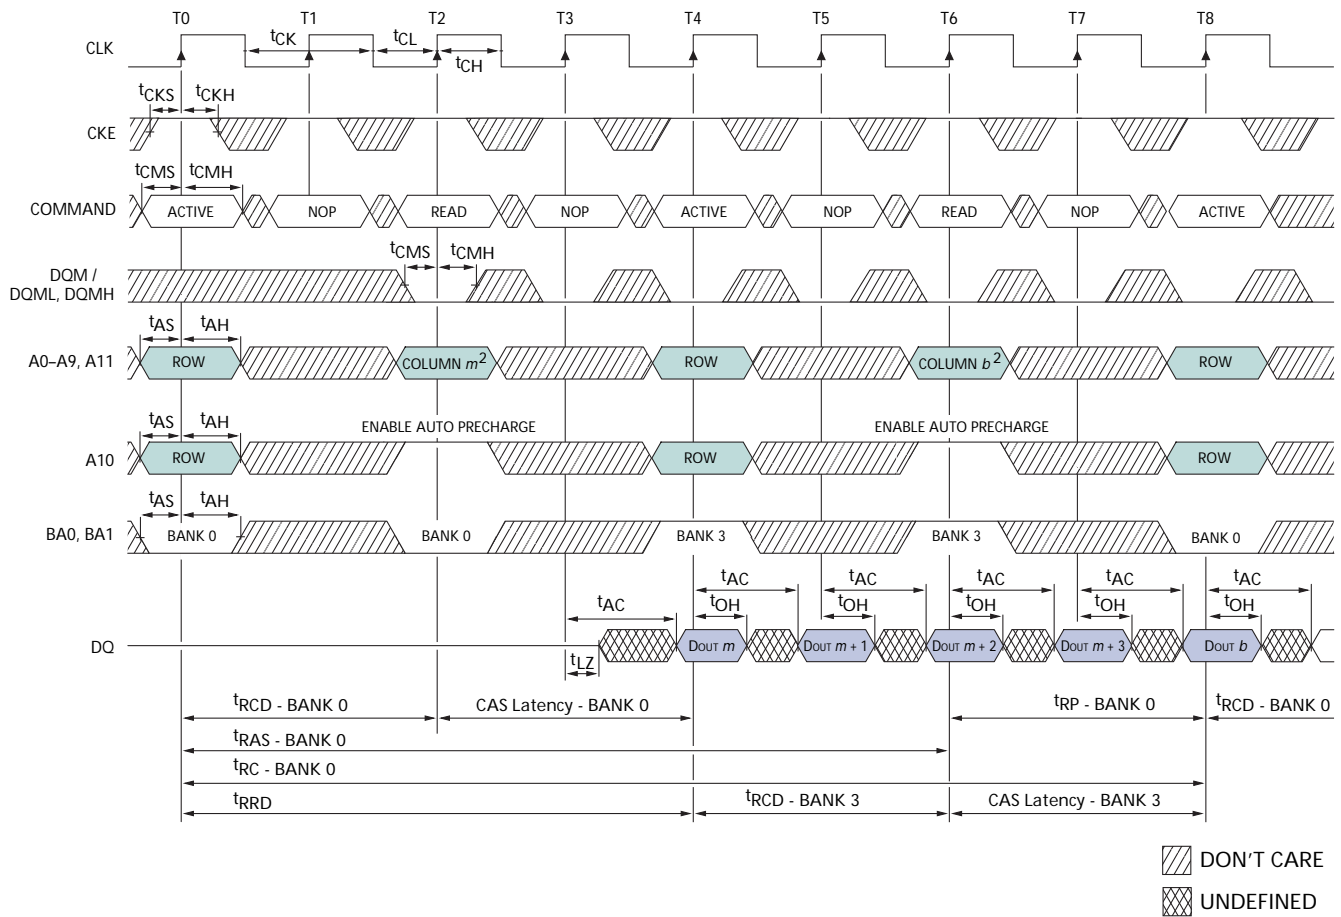 T0 T1 T2 T3 T4 T5 T6 T7 T8
CLK
tCK tCL
tCH
tCKS tCKH
CKE
tCMS tCMH
COMMAND ACTIVE NOP READ NOP ACTIVE NOP READ NOP ACTIVE
tCMS tCMH
DQM /
DQML, DQMH
tAS tAH
A0–A9, A11 ROW COLUMN m2 ROW COLUMN b2 ROW
tAS tAH ENABLE AUTO PRECHARGE ENABLE AUTO PRECHARGE
A10 ROW ROW ROW
tAS tAH
BA0, BA1 BANK 0 BANK 0 BANK 3 BANK 3 BANK 0
tAC tAC tAC tAC tAC
tAC tOH tOH tOH tOH tOH
DQ DOUT m DOUT m + 1 DOUT m + 2 DOUT m + 3 DOUT b
tLZ
tRCD - BANK 0 CAS Latency - BANK 0 tRP - BANK 0 tRCD - BANK 0
tRAS - BANK 0
tRC - BANK 0
tRRD tRCD - BANK 3 CAS Latency - BANK 3
DON'T CARE
UNDEFINED